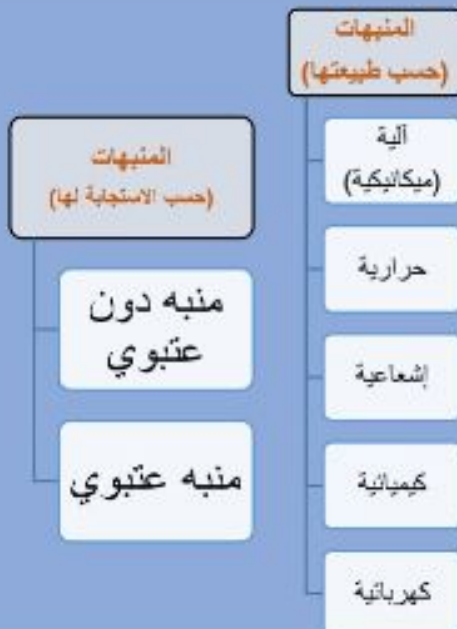 المنبهات
(حسب طبيعتها)
آلية
(ميكانيكية)
حرارية
إشعاعية
كيميائية
كهربائية
المنبهات
(حسب الاستجابة لها)
منبه دون
عتبوي
منبه عتبوي